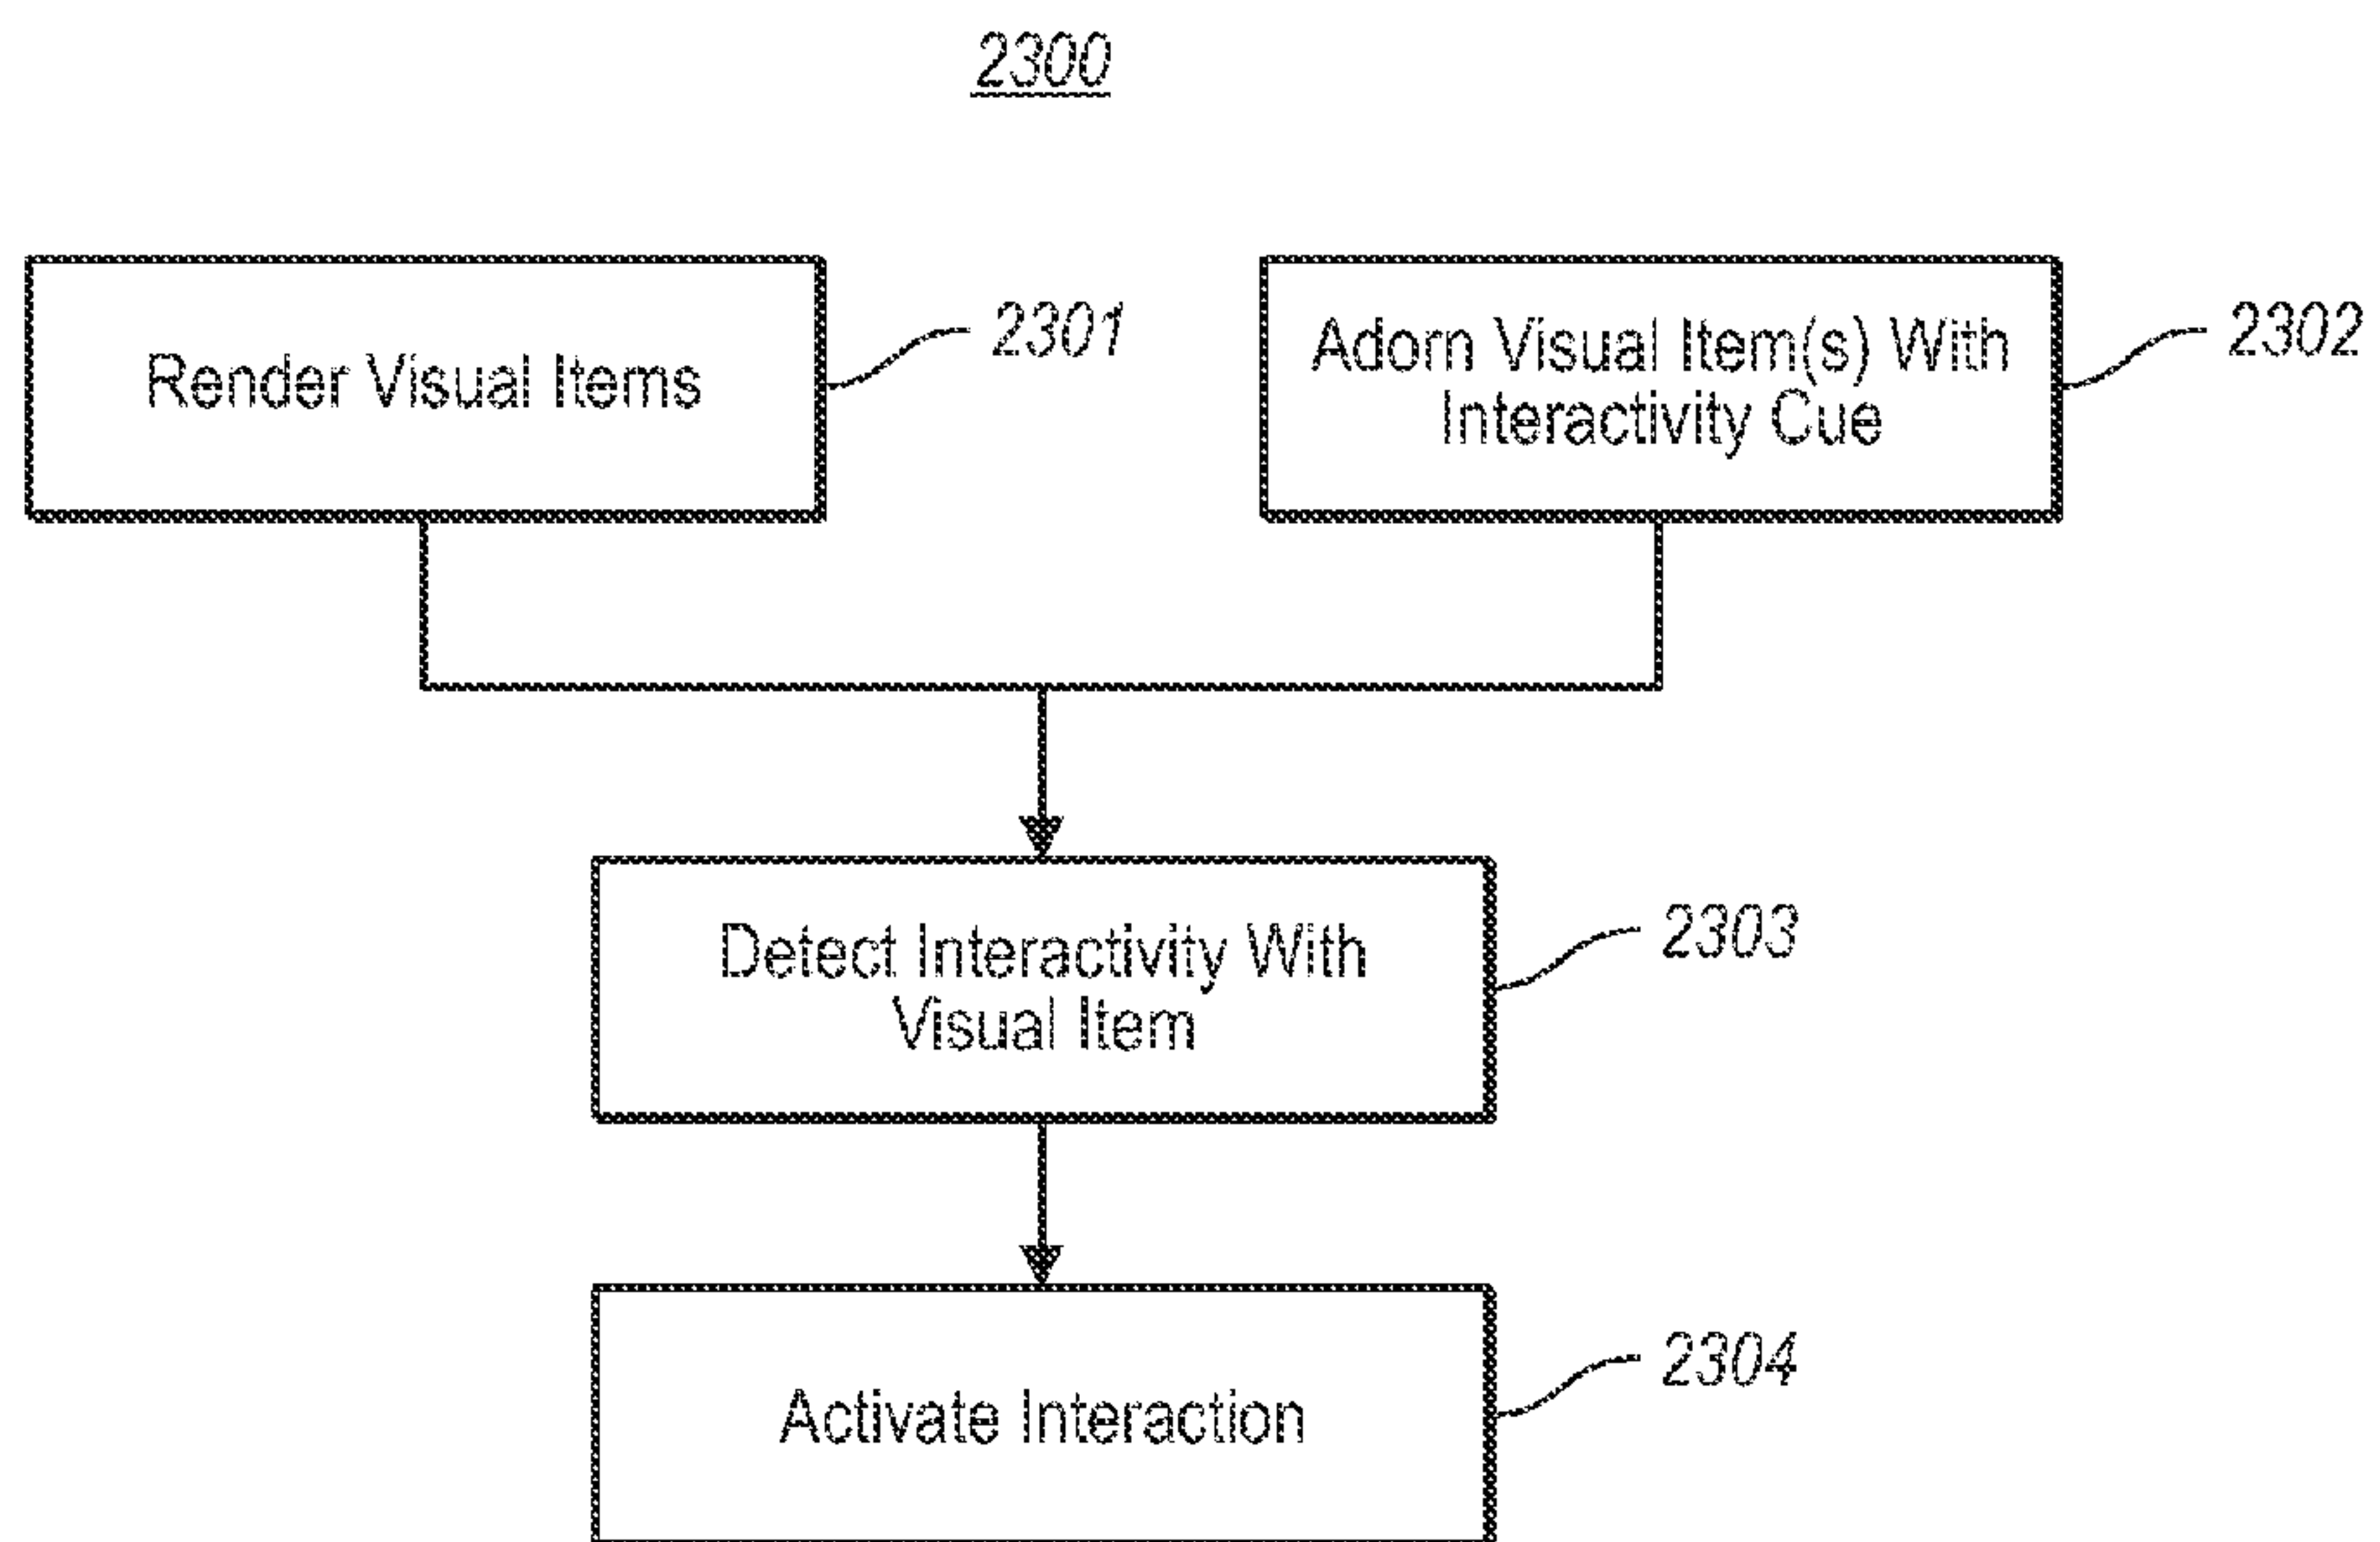 2300
Render Visual Items
2301
Adorn Visual Item(s) With
Interactivity Cue
2302
Detect Interactivity With
Visual Item
2303
Activate Interaction
2304